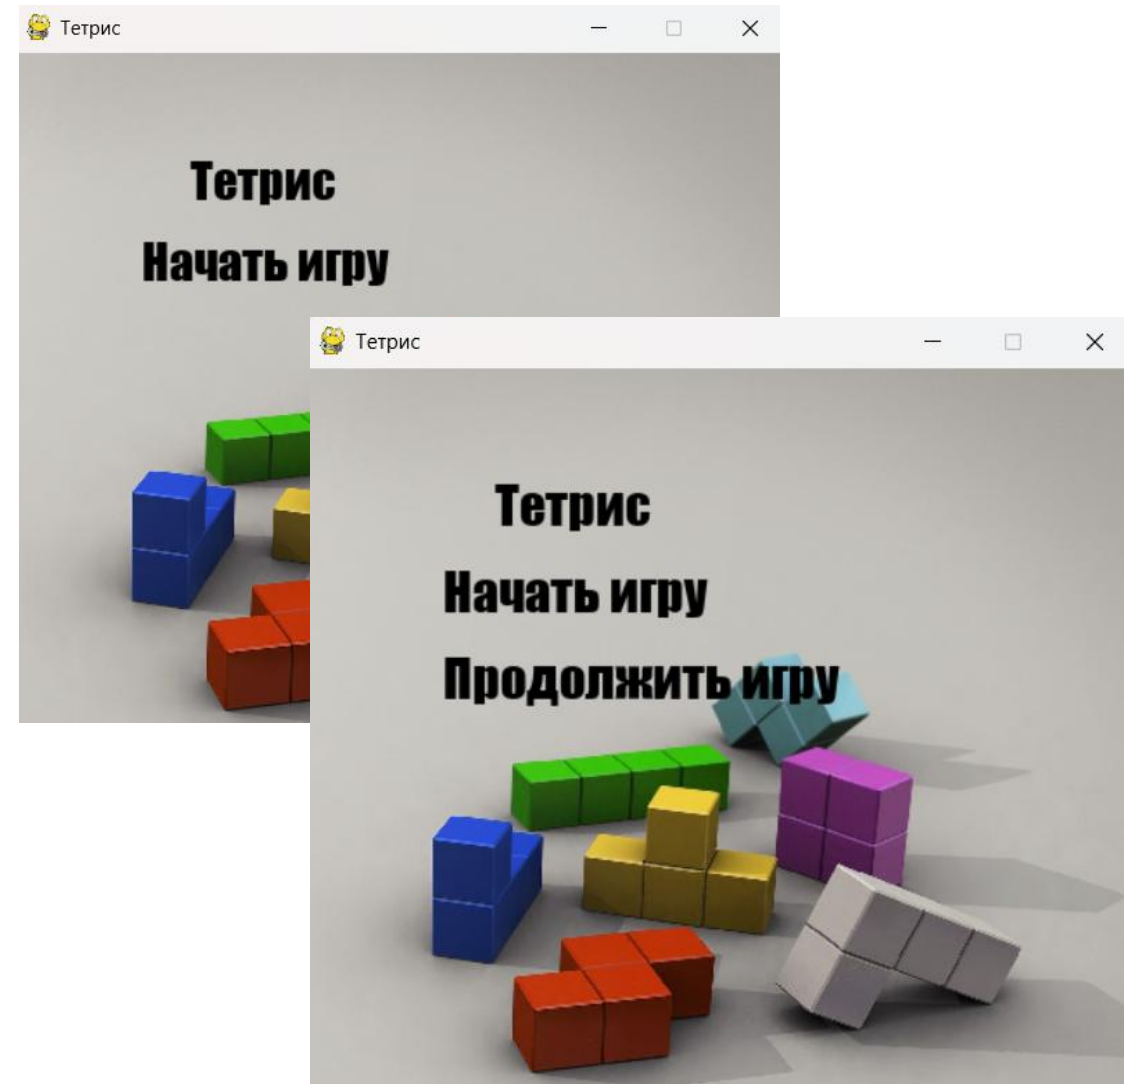 Тетрис
Тетрис
Начать игру
Тетрис
Тетрис
Начать игру
Продолжить игру